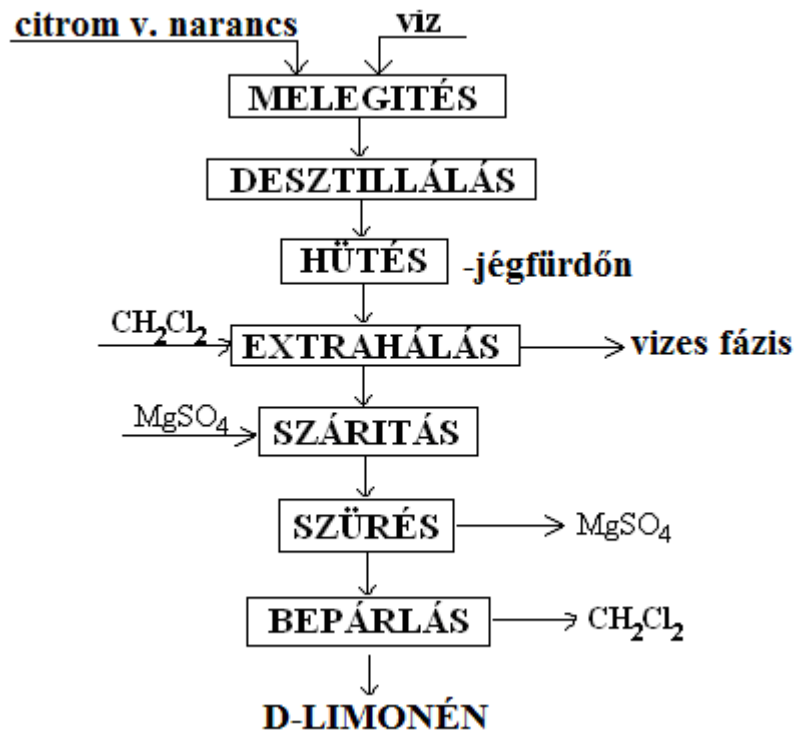 citrom v. narancs
viz
MELEGITÉS
DESZTILLÁLÁS
HÜTÉS -jégfürdőn
CH₂Cl₂
EXTRAHÁLÁS
vizes fázis
MgSO₄
SZÁRITÁS
SZÜRÉS
MgSO₄
BEPÁRLÁS
CH₂Cl₂
D-LIMONÉN